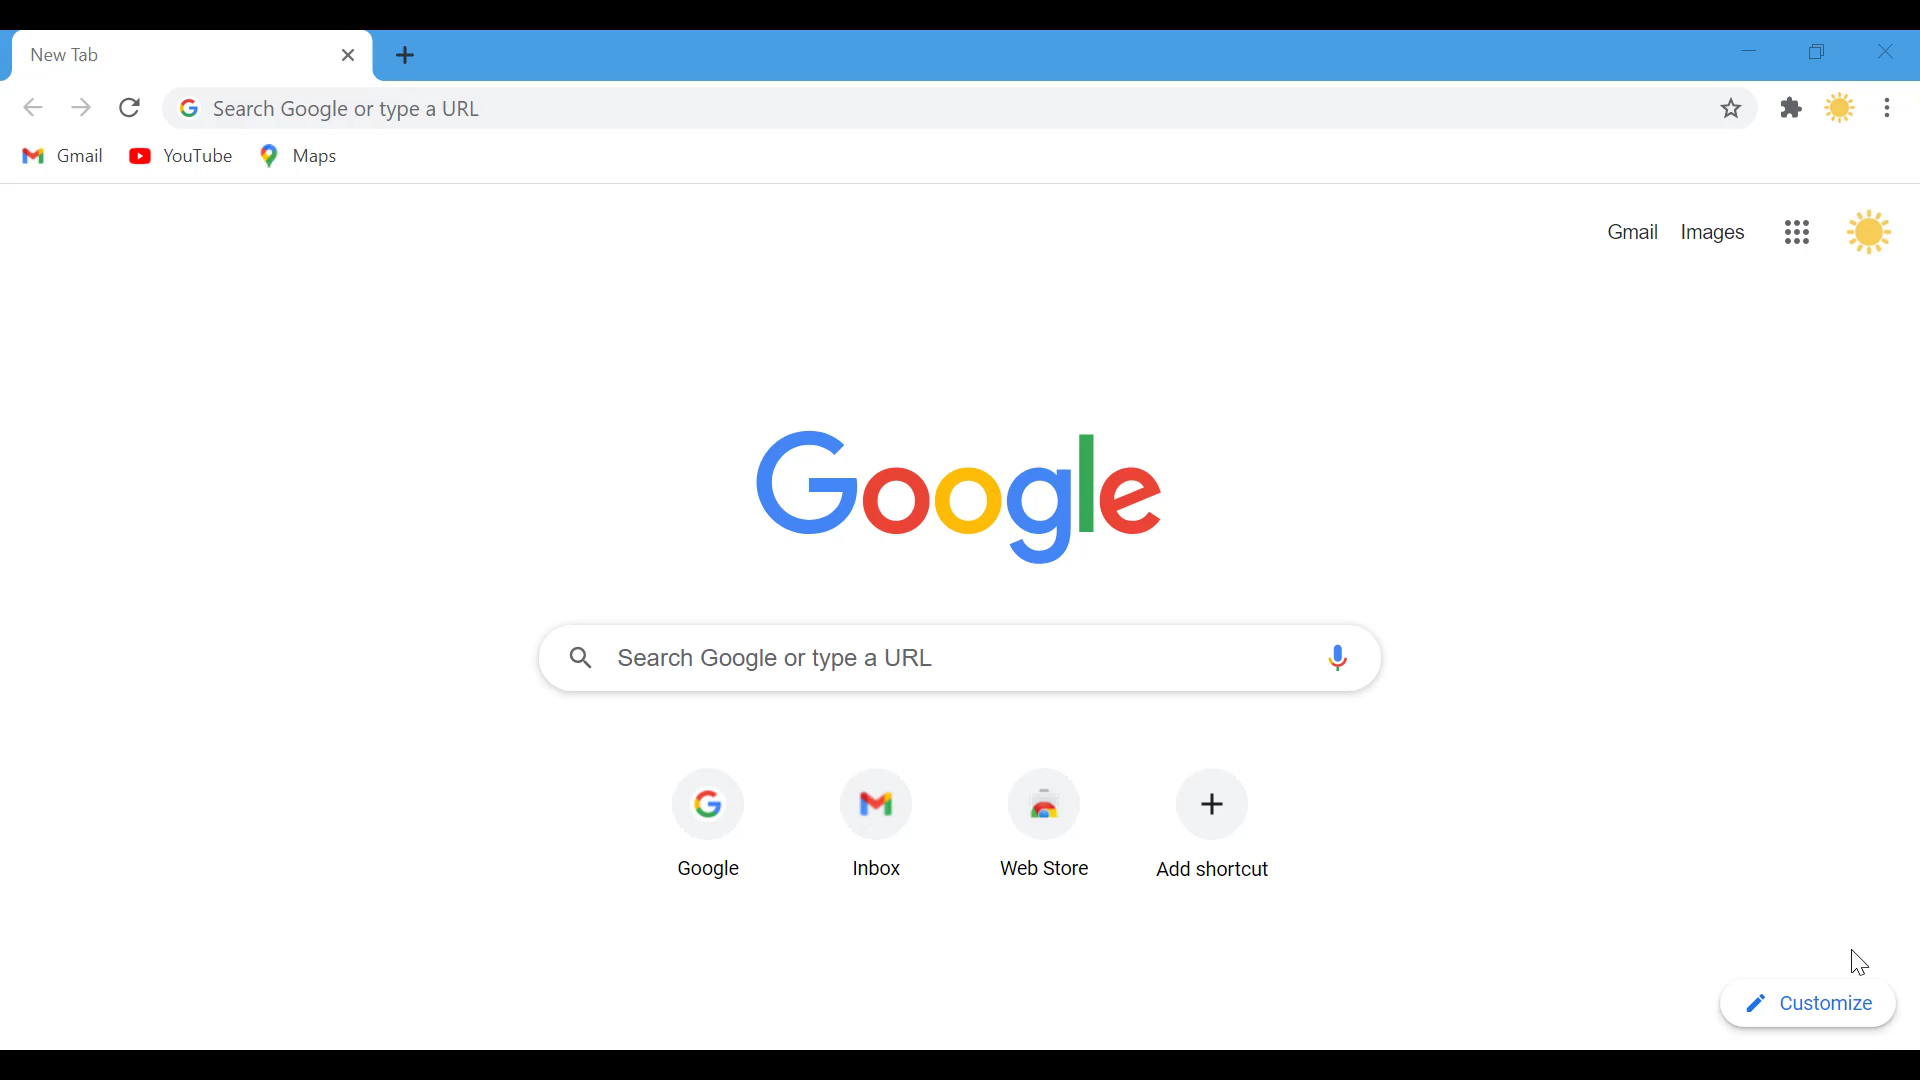 New Tab
Search Google or type a URL
Gmail YouTube Maps
Gmail Images
Google
Search Google or type a URL
Google Inbox Web Store Add shortcut
Customize